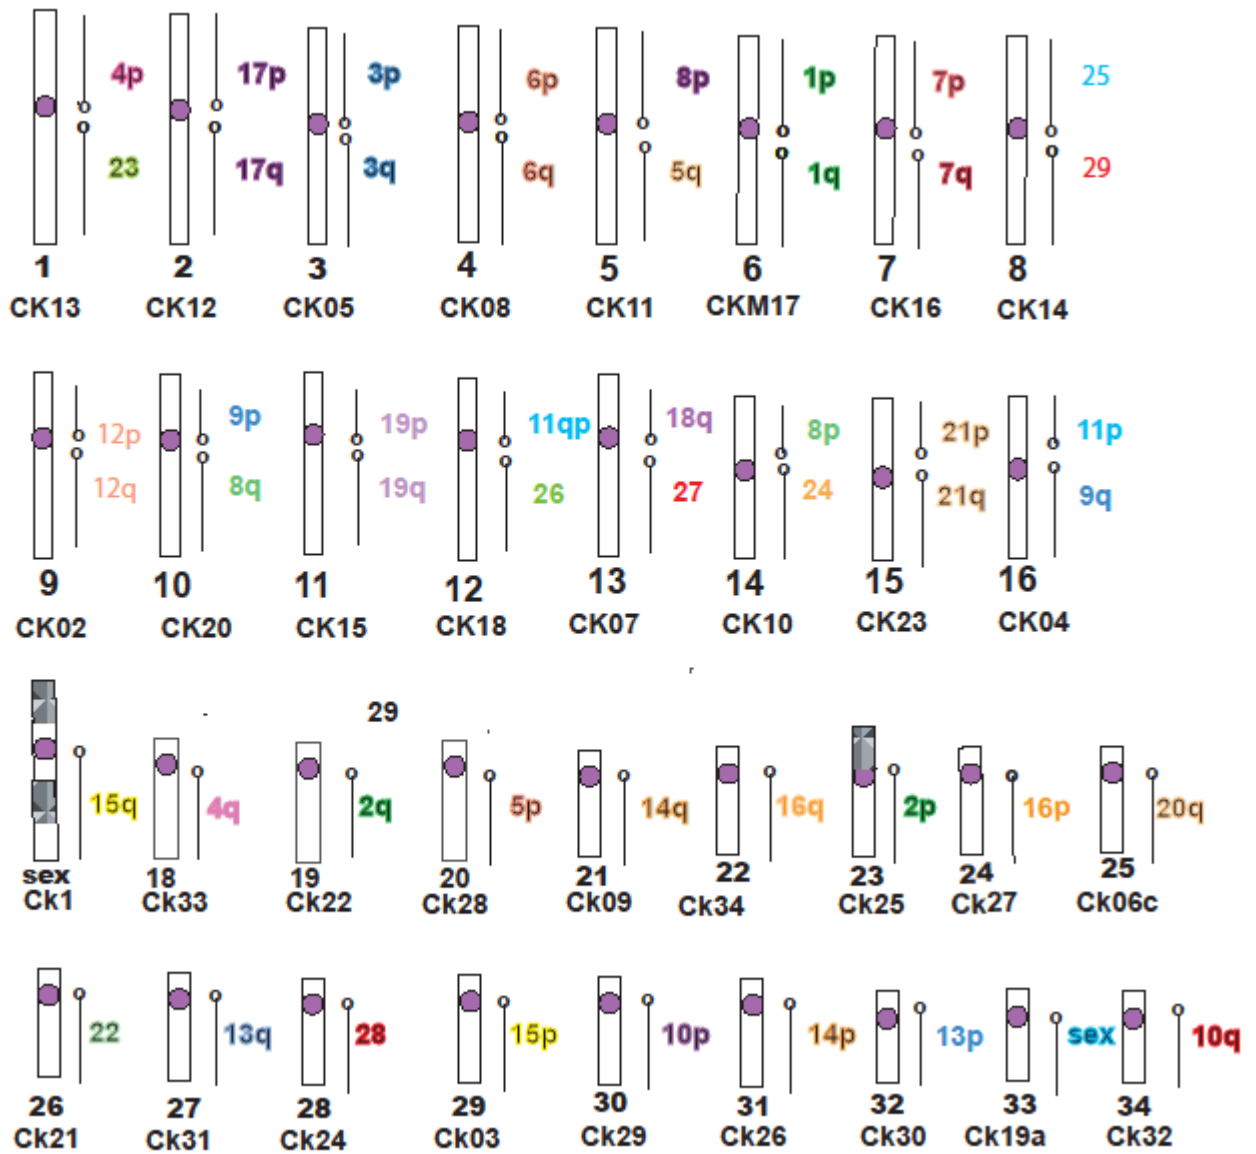 4p 17p 3p 6p 8p 1p 7p 25
23 17q 3q 6q 5q 1q 7q 29
1 2 3 4 5 6 7 8
CK13 CK12 CK05 CK08 CK11 CKM17 CK16 CK14
12p 9p 19p 11qp 18q 8p 21p 11p
12q 8q 19q 26 27 24 21q 9q
9 10 11 12 13 14 15 16
CK02 CK20 CK15 CK18 CK07 CK10 CK23 CK04
29
15q 4q 2q 5p 14q 16q 2p 16p 20q
sex 18 19 20 21 22 23 24 25
Ck1 Ck33 Ck22 Ck28 Ck09 Ck34 Ck25 Ck27 Ck06c
22 13q 28 15p 10p 14p 13p sex 10q
26 27 28 29 30 31 32 33 34
Ck21 Ck31 Ck24 Ck03 Ck29 Ck26 Ck30 Ck19a Ck32